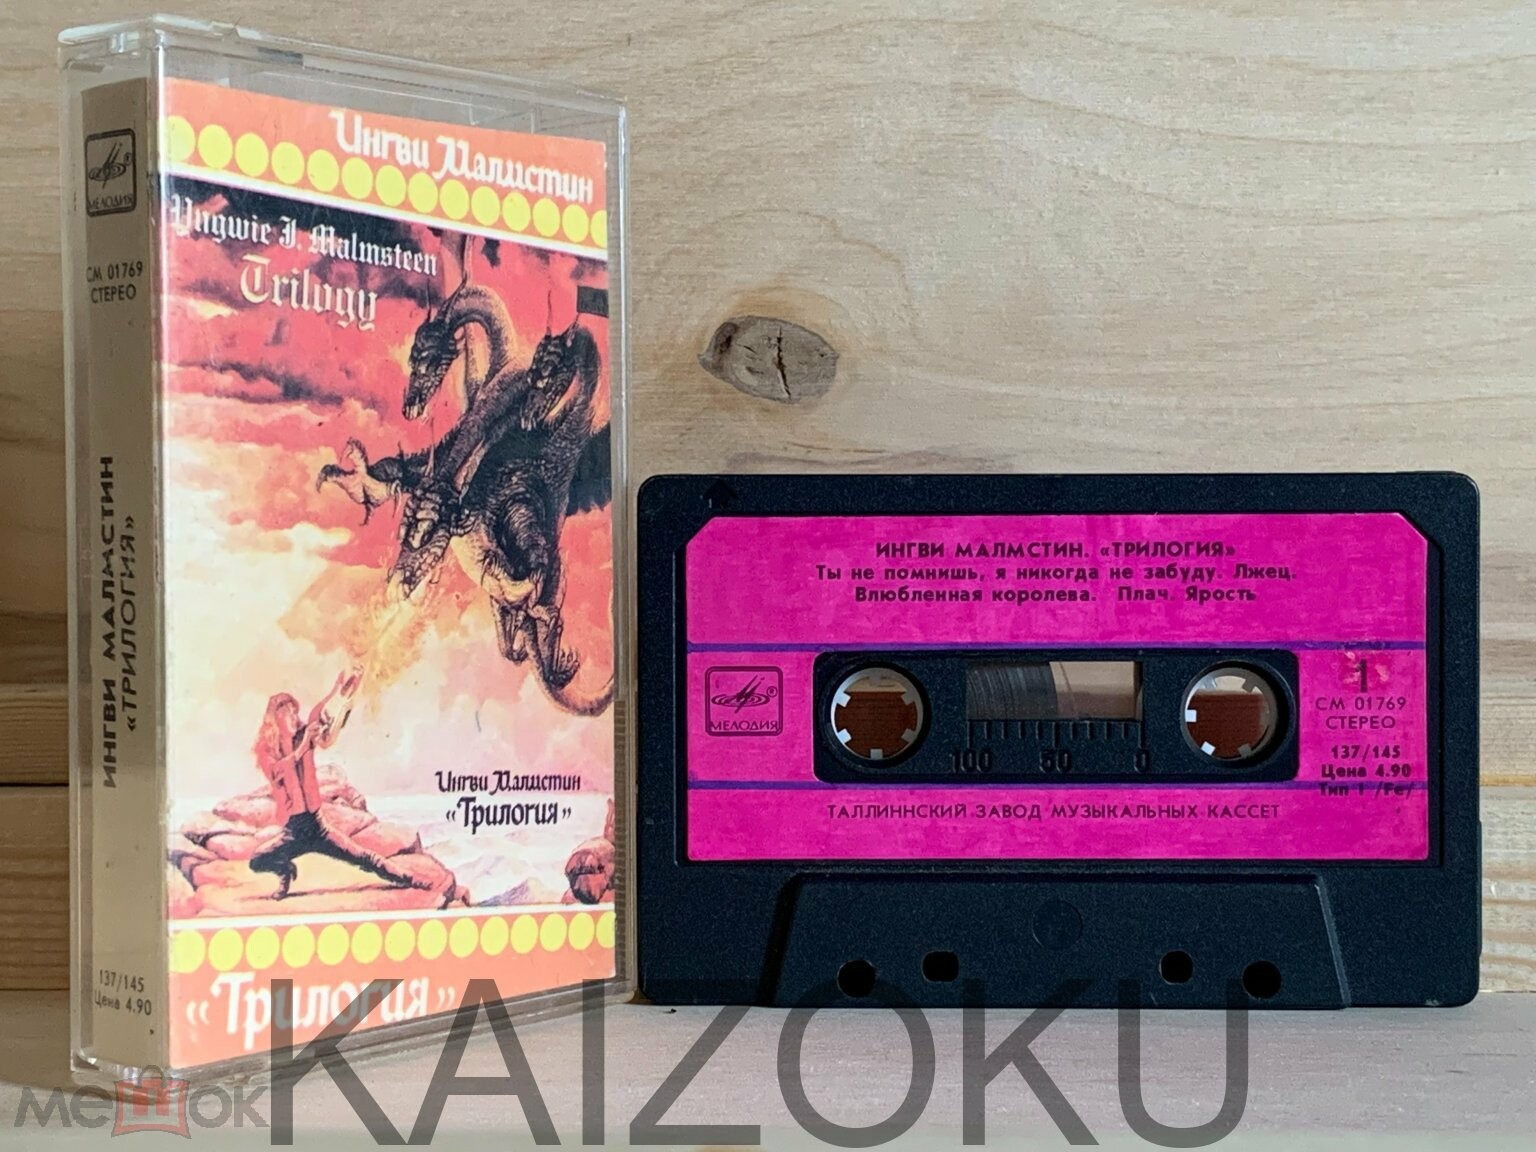 МЕЛОДИЯ
СМ 01769
СТЕРЕО
ИНГВИ МАЛМСТИН
«ТРИЛОГИЯ»
137/145
Цена 4.90
Ингви Малмстин
Yngwie J. Malmsteen
Trilogy
Ингви Малмстин
«Трилогия»
«Трилогия»
ИНГВИ МАЛМСТИН. «ТРИЛОГИЯ»
Ты не помнишь, я никогда не забуду. Лжец.
Влюбленная королева. Плач. Ярость
МЕЛОДИЯ
1
СМ 01769
СТЕРЕО
137/145
Цена 4.90
Тип 1 /Fe/
100 50 0
ТАЛЛИННСКИЙ ЗАВОД МУЗЫКАЛЬНЫХ КАССЕТ
KAIZOKU
мешок